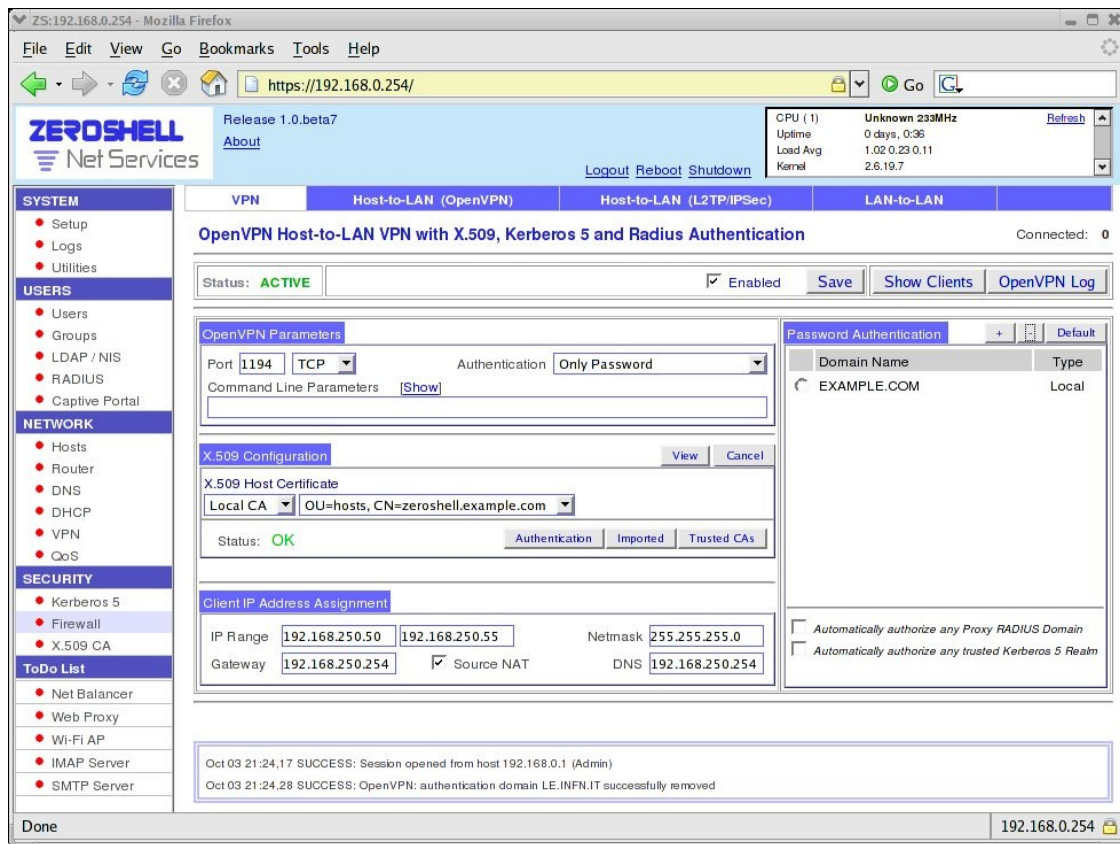 ZS:192.168.0.254 - Mozilla Firefox
File Edit View Go Bookmarks Tools Help
https://192.168.0.254/ Go G
ZEROSHELL
Net Services
Release 1.0.beta7
About
Logout Reboot Shutdown
CPU (1) Unknown 233MHz Refresh
Uptime 0 days, 0:36
Load Avg 1.02 0.23 0.11
Kernel 2.6.19.7
SYSTEM
Setup
Logs
Utilities
USERS
Users
Groups
LDAP / NIS
RADIUS
Captive Portal
NETWORK
Hosts
Router
DNS
DHCP
VPN
QoS
SECURITY
Kerberos 5
Firewall
X.509 CA
ToDo List
Net Balancer
Web Proxy
Wi-Fi AP
IMAP Server
SMTP Server
VPN Host-to-LAN (OpenVPN) Host-to-LAN (L2TP/IPSec) LAN-to-LAN
OpenVPN Host-to-LAN VPN with X.509, Kerberos 5 and Radius Authentication Connected: 0
Status: ACTIVE Enabled Save Show Clients OpenVPN Log
OpenVPN Parameters
Port 1194 TCP Authentication Only Password
Command Line Parameters [Show]
X.509 Configuration View Cancel
X.509 Host Certificate
Local CA OU=hosts, CN=zeroshell.example.com
Status: OK Authentication Imported Trusted CAs
Client IP Address Assignment
IP Range 192.168.250.50 192.168.250.55 Netmask 255.255.255.0
Gateway 192.168.250.254 Source NAT DNS 192.168.250.254
Password Authentication + - Default
Domain Name Type
EXAMPLE.COM Local
Automatically authorize any Proxy RADIUS Domain
Automatically authorize any trusted Kerberos 5 Realm
Oct 03 21:24,17 SUCCESS: Session opened from host 192.168.0.1 (Admin)
Oct 03 21:24,28 SUCCESS: OpenVPN: authentication domain LE.INFN.IT successfully removed
Done 192.168.0.254